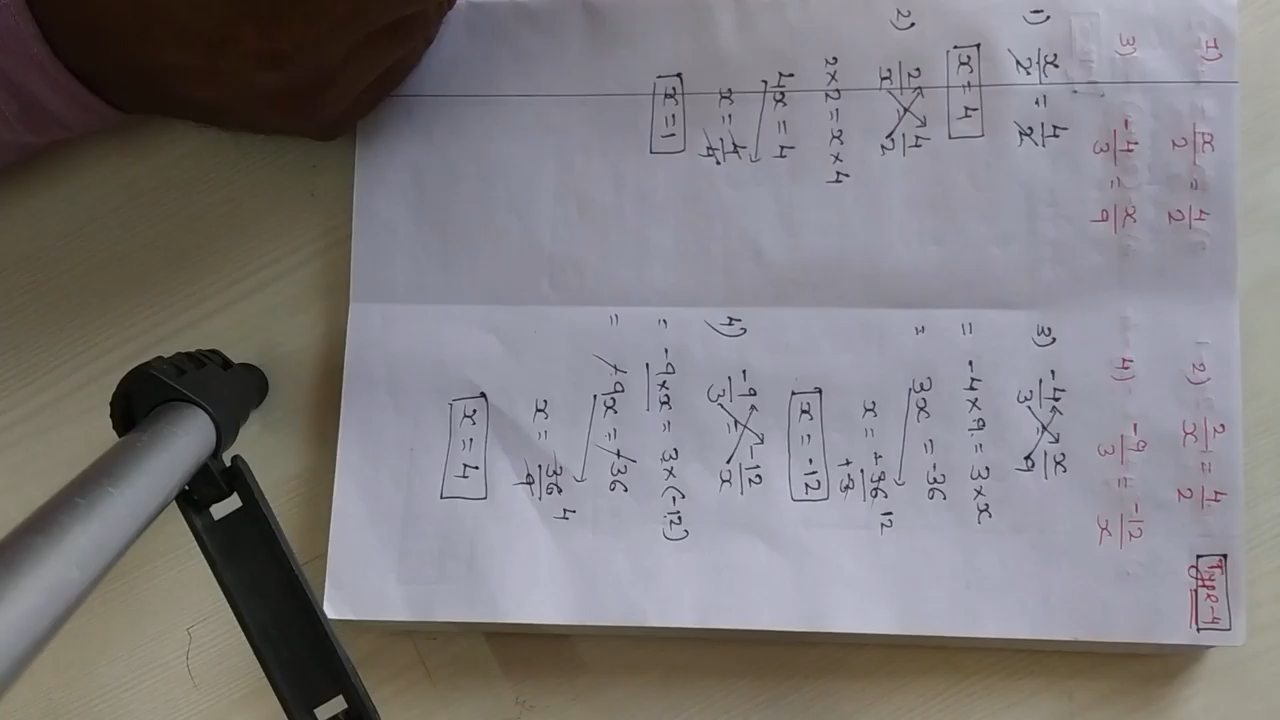 Type-4
1) x/2 = 4/2
2) 2/x = 4/2
3) -4/3 = x/9
4) -9/3 = -12/x
1) x/2 = 4/2
x = 4
2) 2/x 4/2
2 × 2 = x × 4
4x = 4
x = 4/4
x = 1
3) -4/3 x/9
= -4 × 9 = 3 × x
= 3x = -36
x = -36/+3 12
x = -12
4) -9/3 = -12/x
= -9 × x = 3 × (-12)
= -9x = -36
x = 36/9 4
x = 4